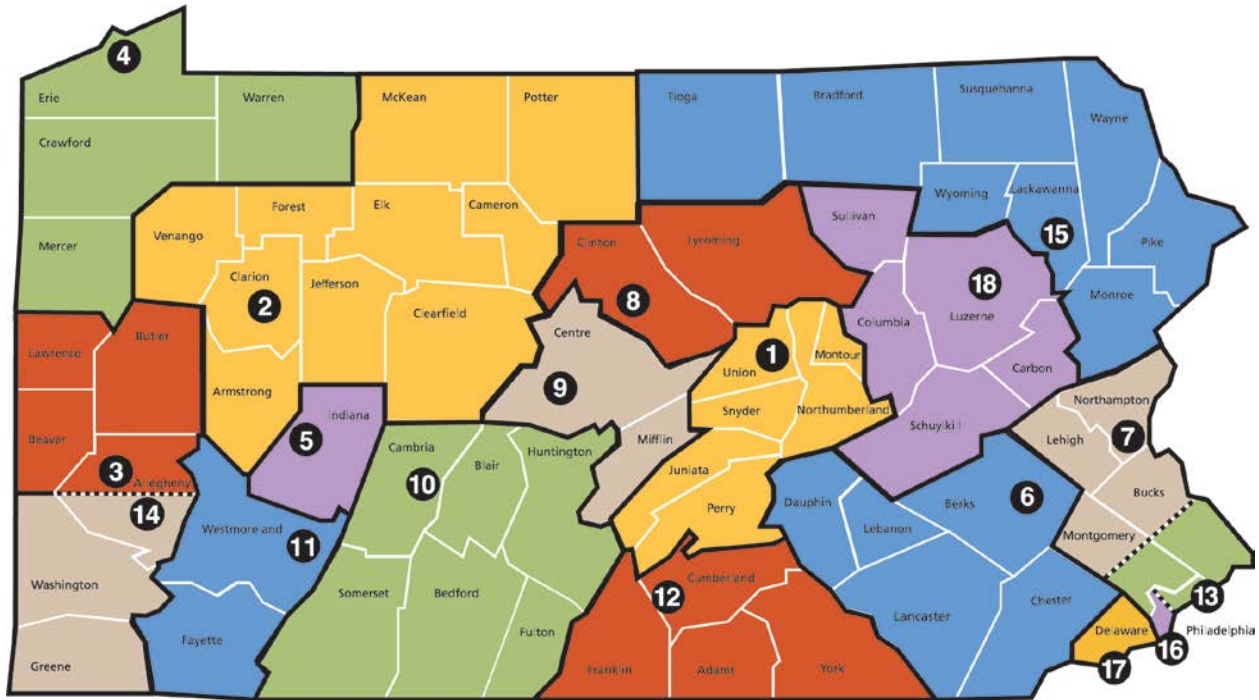 4
Erie
Warren
McKean
Potter
Tioga
Bradford
Susquehanna
Wayne
Crawford
Mercer
Venango
Forest
Elk
Cameron
Clinton
Lycoming
Sullivan
Wyoming
Lackawanna
15
Pike
Monroe
Clarion
2
Jefferson
Clearfield
8
Columbia
18
Luzerne
Carbon
Lawrence
Butler
Armstrong
Centre
9
1
Union
Montour
Snyder
Northumberland
Schuylkill
Northampton
7
Lehigh
Bucks
Beaver
3
Allegheny
14
5
Indiana
Cambria
10
Blair
Huntington
Mifflin
Juniata
Perry
Dauphin
Lebanon
Berks
6
Montgomery
Westmoreland
11
Washington
Somerset
Bedford
Fulton
12
Cumberland
Lancaster
Chester
Delaware
13
Philadelphia
16
17
Greene
Fayette
Franklin
Adams
York